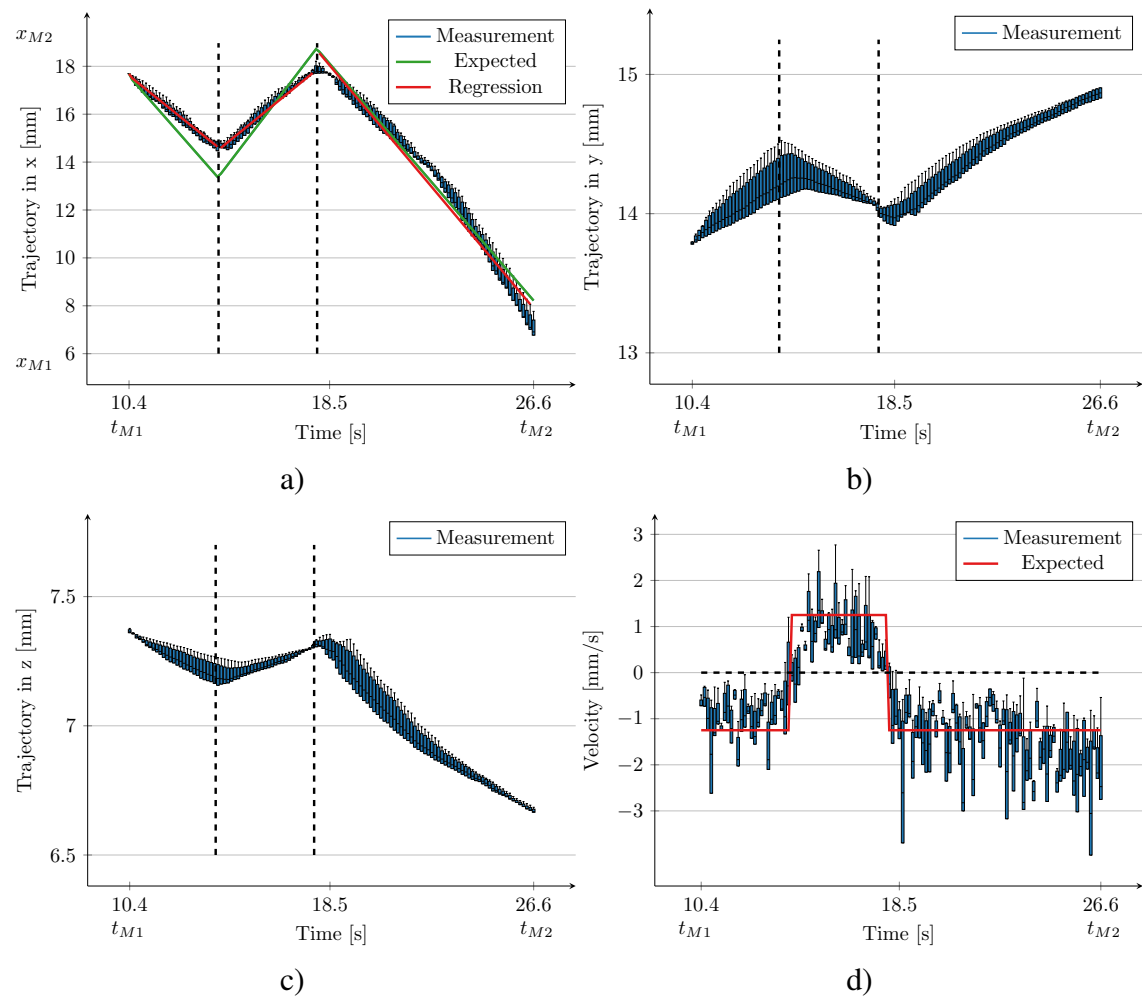 x_{M2}
Measurement
Expected
Regression
18
16
14
12
10
8
6
x_{M1}
Trajectory in x [mm]
10.4
18.5
26.6
t_{M1}
Time [s]
t_{M2}
a)
Measurement
15
14
13
Trajectory in y [mm]
10.4
18.5
26.6
t_{M1}
Time [s]
t_{M2}
b)
Measurement
7.5
7
6.5
Trajectory in z [mm]
10.4
18.5
26.6
t_{M1}
Time [s]
t_{M2}
c)
Measurement
Expected
3
2
1
0
−1
−2
−3
Velocity [mm/s]
10.4
18.5
26.6
t_{M1}
Time [s]
t_{M2}
d)